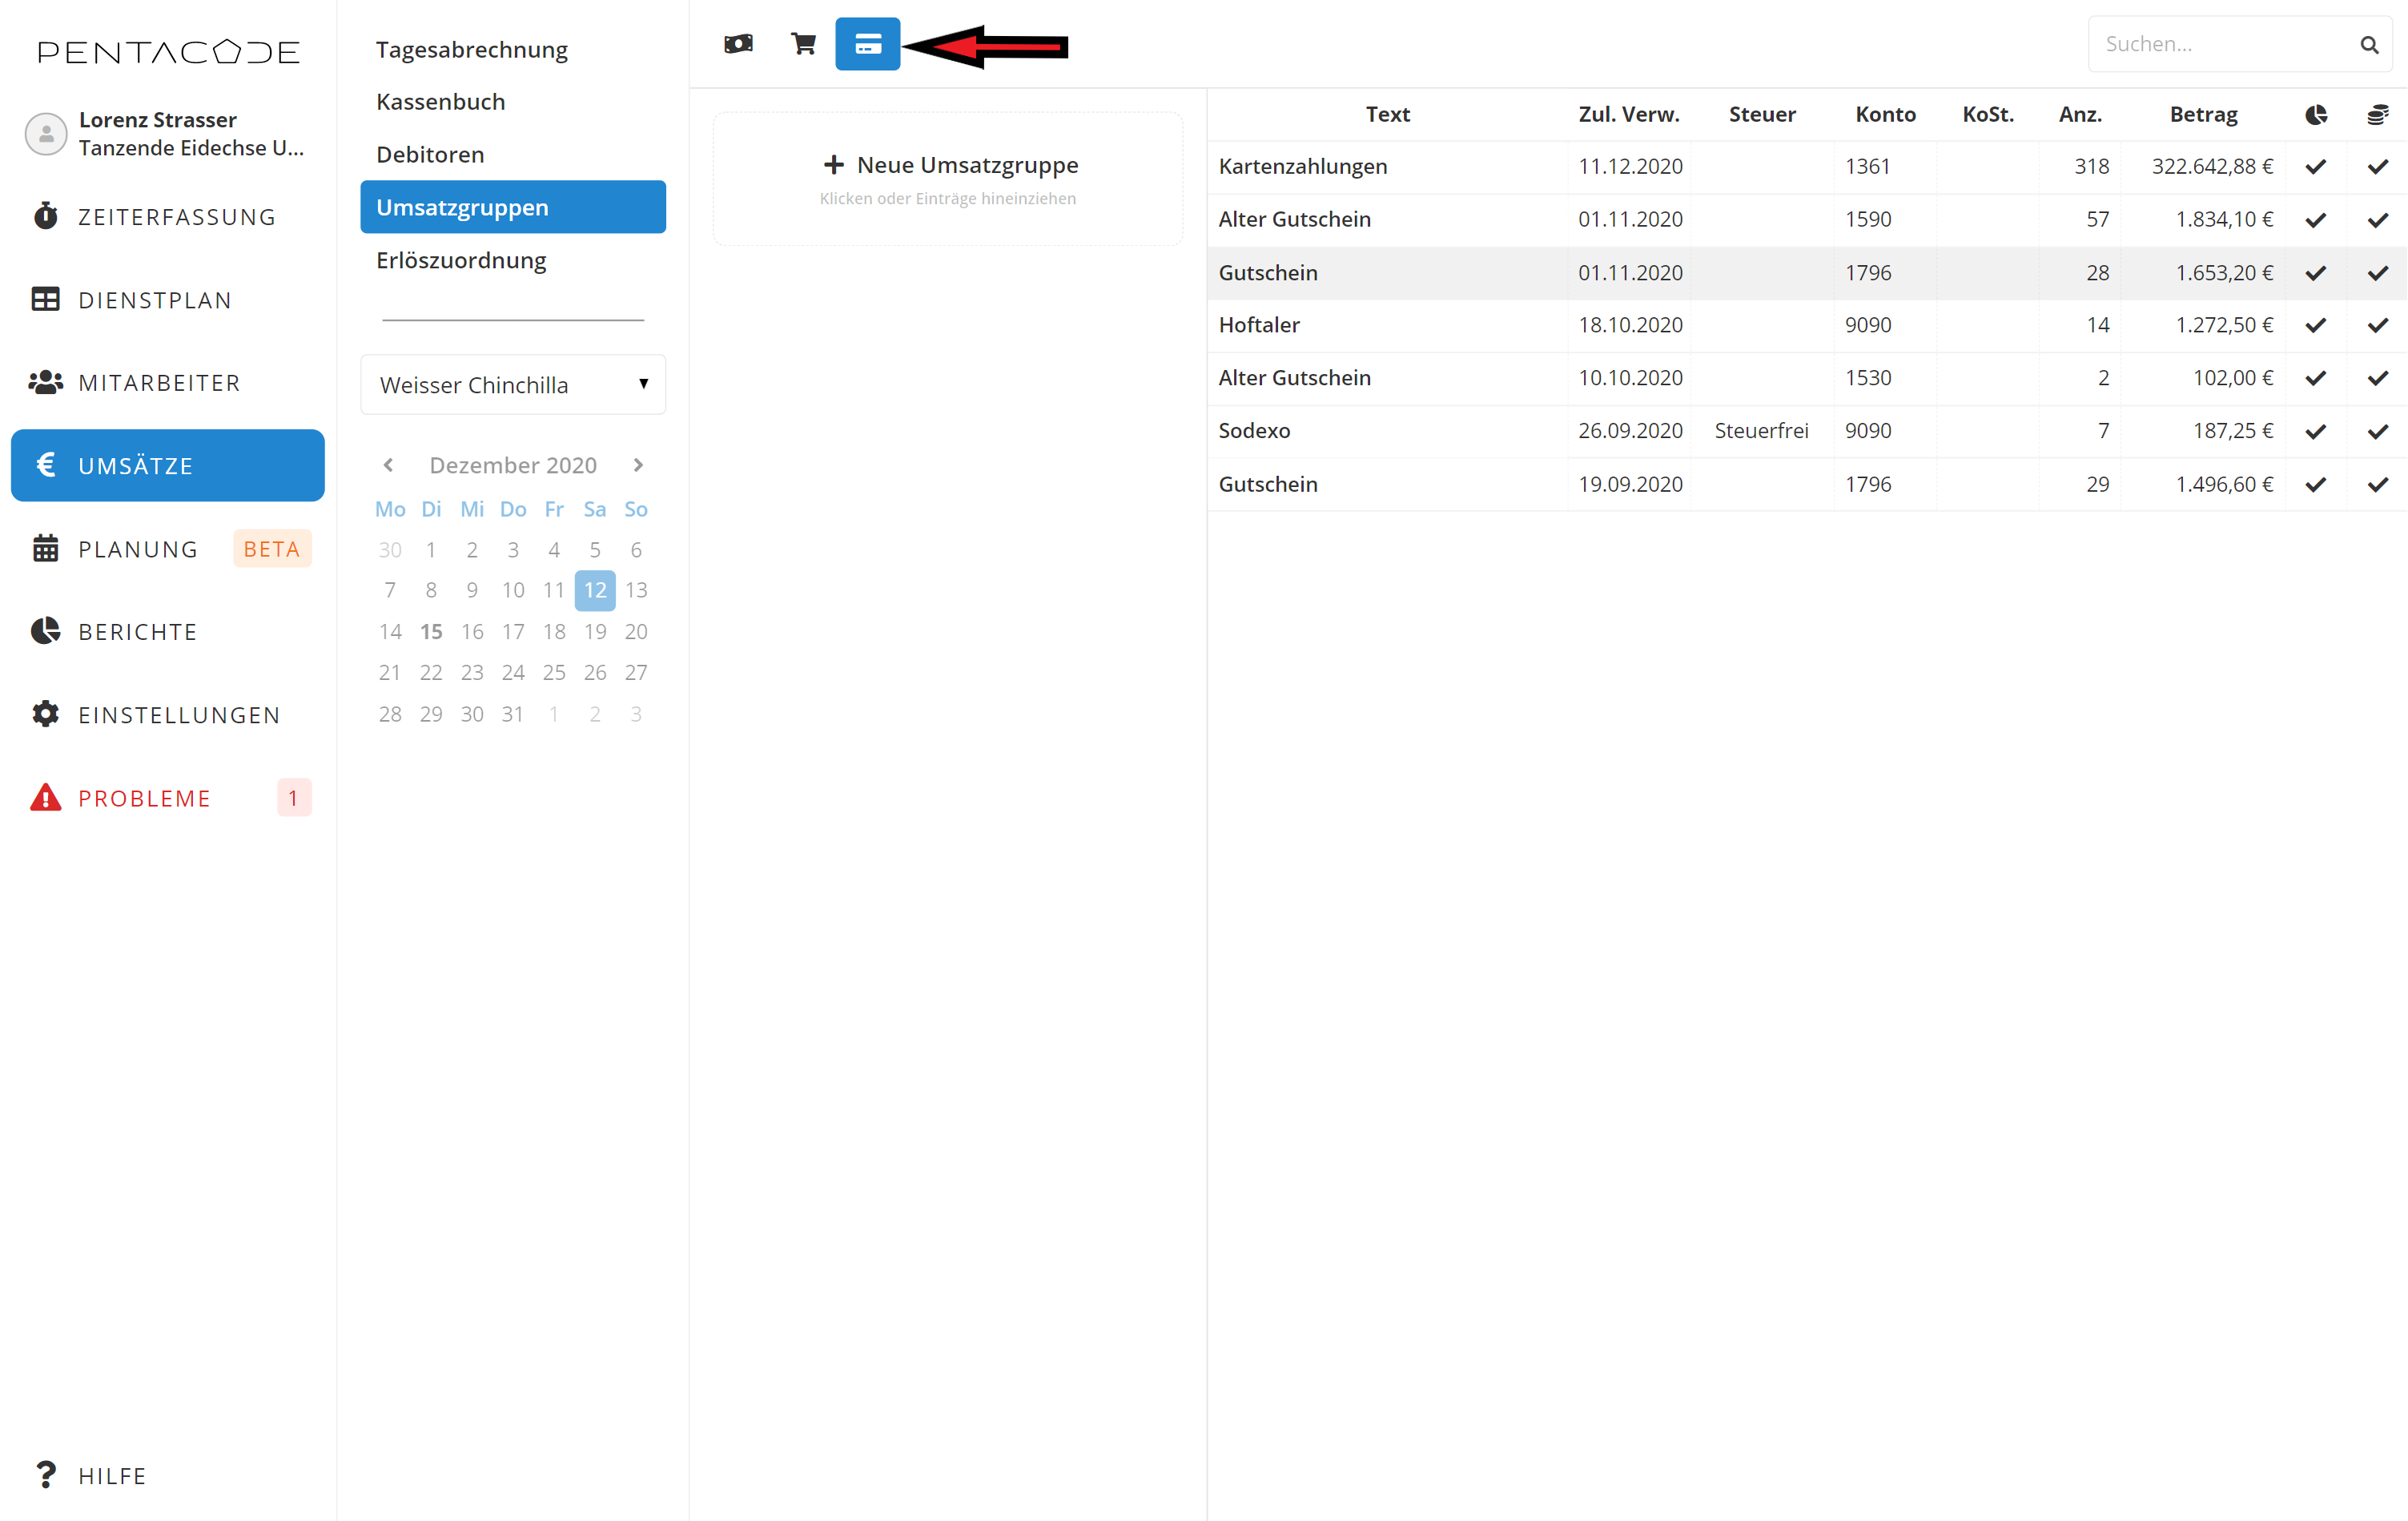 PENTACODE
Lorenz Strasser
Tanzende Eidechse U...
ZEITERFASSUNG
DIENSTPLAN
MITARBEITER
UMSÄTZE
PLANUNG BETA
BERICHTE
EINSTELLUNGEN
PROBLEME 1
HILFE
Tagesabrechnung
Kassenbuch
Debitoren
Umsatzgruppen
Erlöszuordnung
Weisser Chinchilla
Dezember 2020
Mo Di Mi Do Fr Sa So
30 1 2 3 4 5 6
7 8 9 10 11 12 13
14 15 16 17 18 19 20
21 22 23 24 25 26 27
28 29 30 31 1 2 3
Suchen...
Neue Umsatzgruppe
Klicken oder Einträge hineinziehen
Text Zul. Verw. Steuer Konto KoSt. Anz. Betrag
Kartenzahlungen 11.12.2020 1361 318 322.642,88 €
Alter Gutschein 01.11.2020 1590 57 1.834,10 €
Gutschein 01.11.2020 1796 28 1.653,20 €
Hoftaler 18.10.2020 9090 14 1.272,50 €
Alter Gutschein 10.10.2020 1530 2 102,00 €
Sodexo 26.09.2020 Steuerfrei 9090 7 187,25 €
Gutschein 19.09.2020 1796 29 1.496,60 €